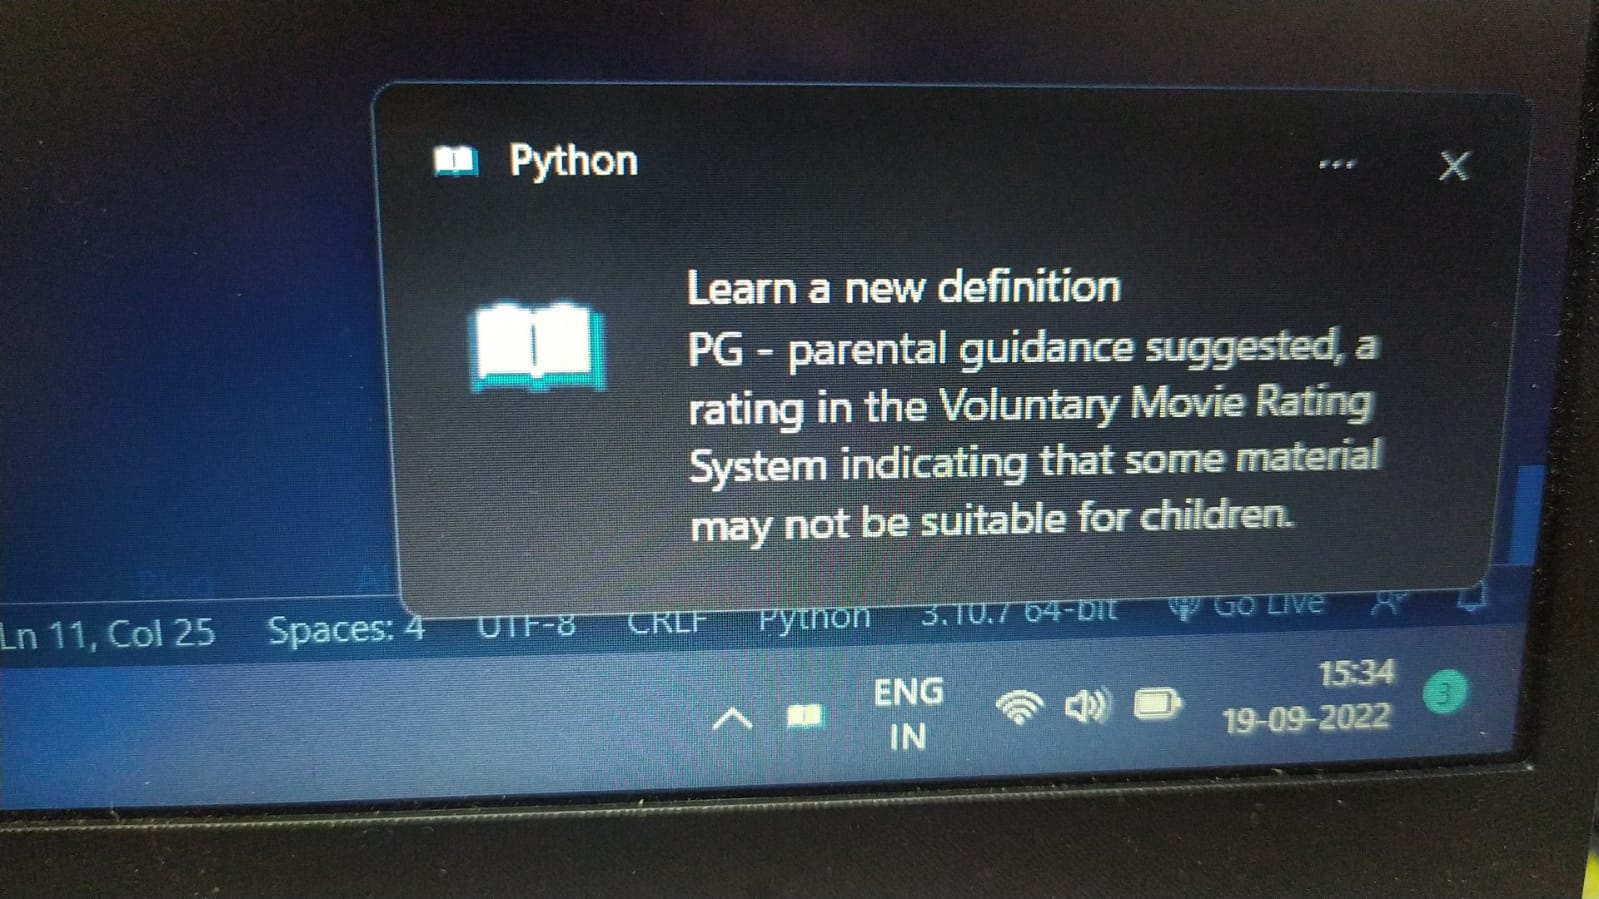 Python
Learn a new definition
PG - parental guidance suggested, a
rating in the Voluntary Movie Rating
System indicating that some material
may not be suitable for children.
Ln 11, Col 25 Spaces: 4 UTF-8 CRLF Python 3.10.7 64-bit Go Live
ENG
IN
15:34
19-09-2022
3